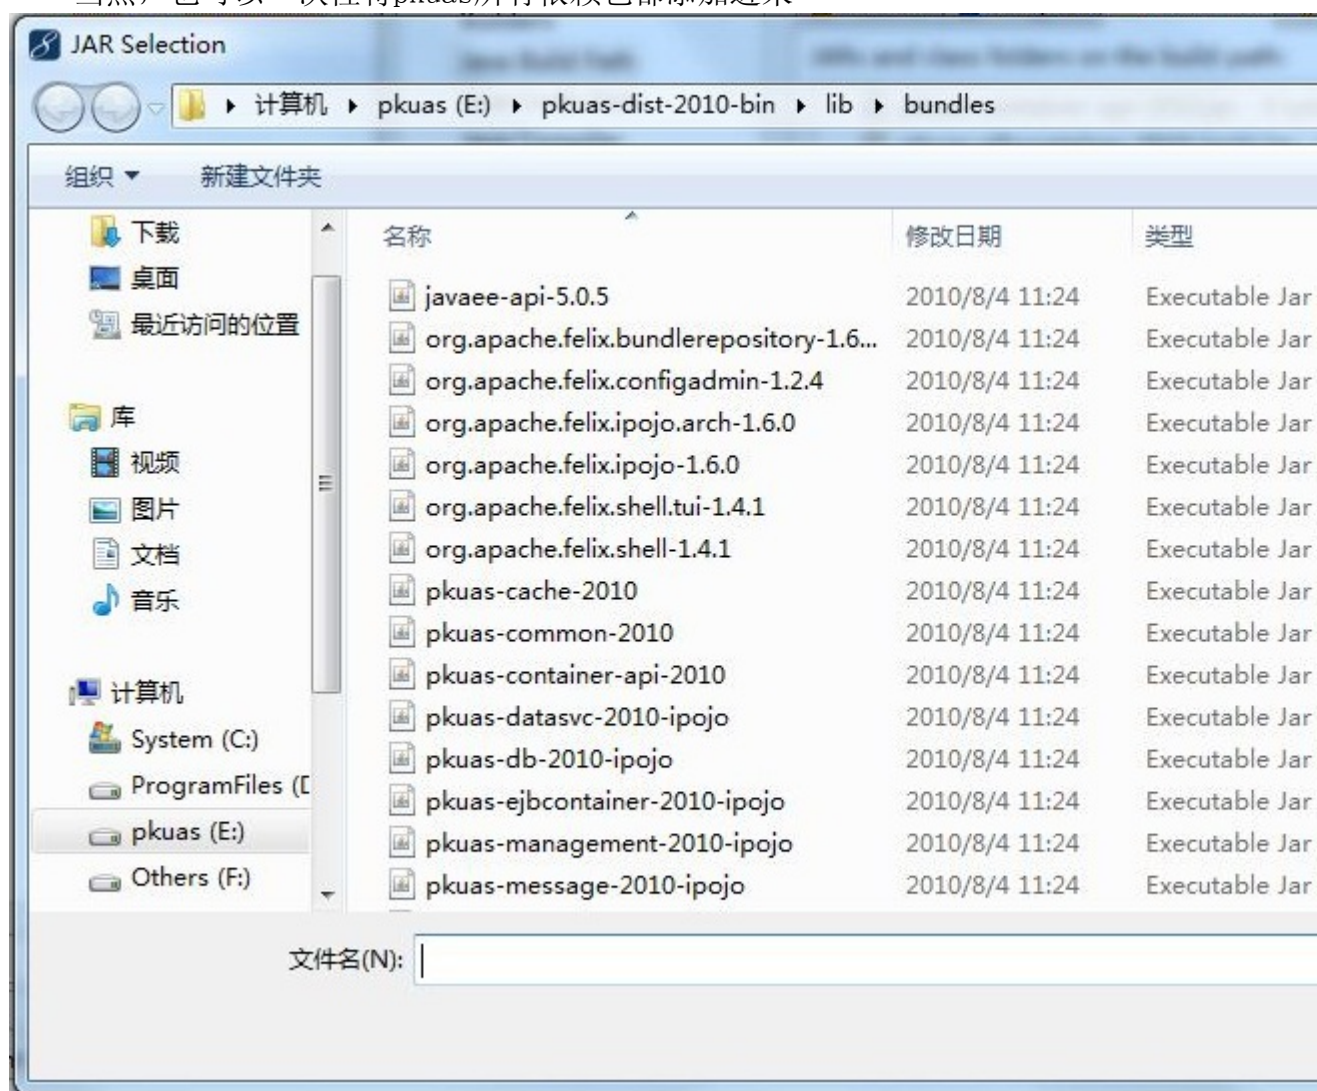 JAR Selection
计算机 pkuas (E:) pkuas-dist-2010-bin lib bundles
组织 新建文件夹
下载
桌面
最近访问的位置
库
视频
图片
文档
音乐
计算机
System (C:)
ProgramFiles (D
pkuas (E:)
Others (F:)
名称 修改日期 类型
javaee-api-5.0.5 2010/8/4 11:24 Executable Jar
org.apache.felix.bundlerepository-1.6... 2010/8/4 11:24 Executable Jar
org.apache.felix.configadmin-1.2.4 2010/8/4 11:24 Executable Jar
org.apache.felix.ipojo.arch-1.6.0 2010/8/4 11:24 Executable Jar
org.apache.felix.ipojo-1.6.0 2010/8/4 11:24 Executable Jar
org.apache.felix.shell.tui-1.4.1 2010/8/4 11:24 Executable Jar
org.apache.felix.shell-1.4.1 2010/8/4 11:24 Executable Jar
pkuas-cache-2010 2010/8/4 11:24 Executable Jar
pkuas-common-2010 2010/8/4 11:24 Executable Jar
pkuas-container-api-2010 2010/8/4 11:24 Executable Jar
pkuas-datasvc-2010-ipojo 2010/8/4 11:24 Executable Jar
pkuas-db-2010-ipojo 2010/8/4 11:24 Executable Jar
pkuas-ejbcontainer-2010-ipojo 2010/8/4 11:24 Executable Jar
pkuas-management-2010-ipojo 2010/8/4 11:24 Executable Jar
pkuas-message-2010-ipojo 2010/8/4 11:24 Executable Jar
文件名(N):